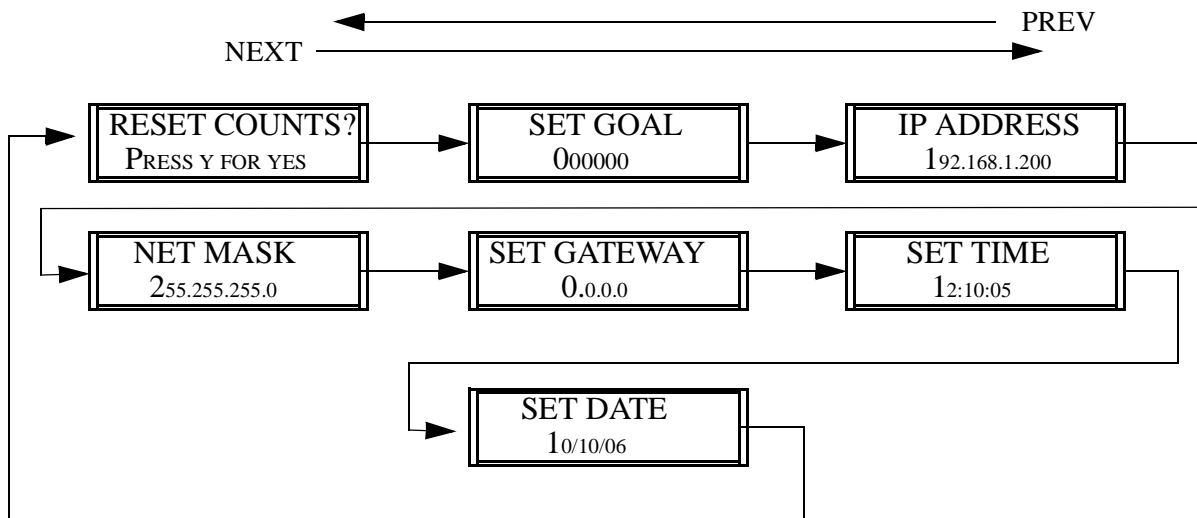 PREV
NEXT
RESET COUNTS?
PRESS Y FOR YES
SET GOAL
000000
IP ADDRESS
192.168.1.200
NET MASK
255.255.255.0
SET GATEWAY
0.0.0.0
SET TIME
12:10:05
SET DATE
10/10/06